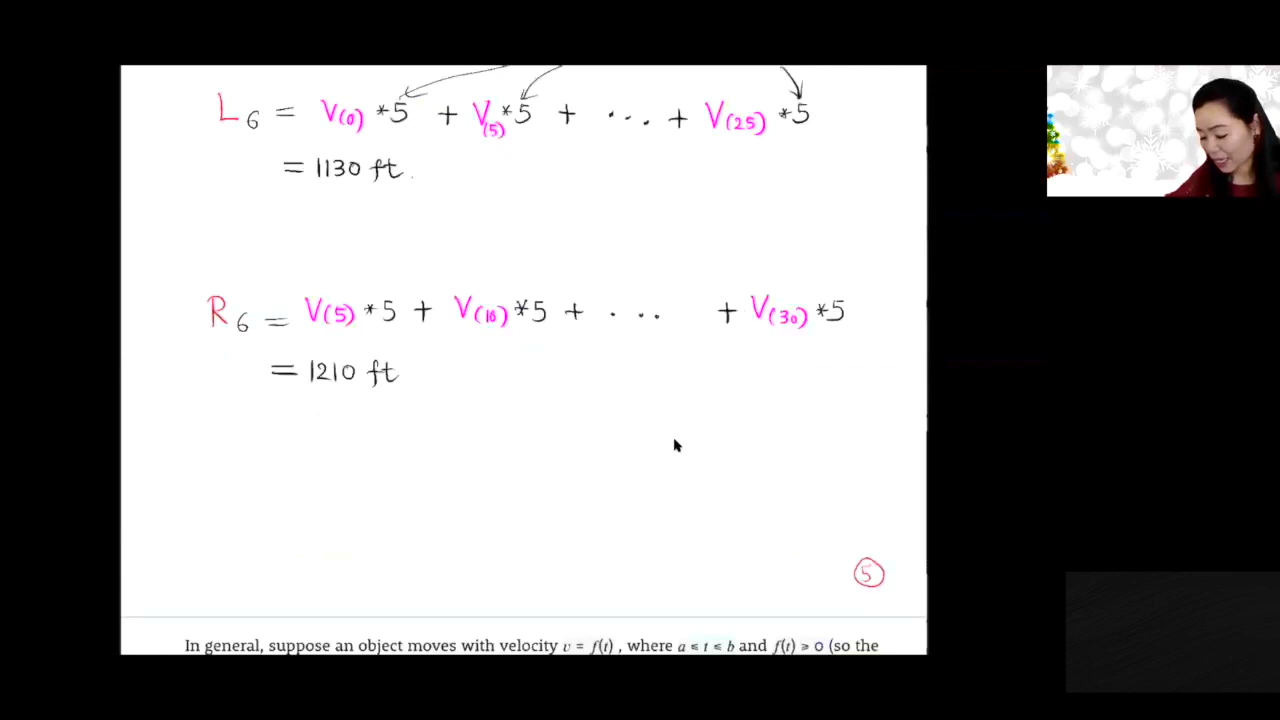 L6 = V(0) *5 + V(5) *5 + ... + V(25) *5
= 1130 ft.
R6 = V(5) *5 + V(10) *5 + ... + V(30) *5
= 1210 ft
5
In general, suppose an object moves with velocity v = f(t) , where a ≤ t ≤ b and f(t) ≥ 0 (so the